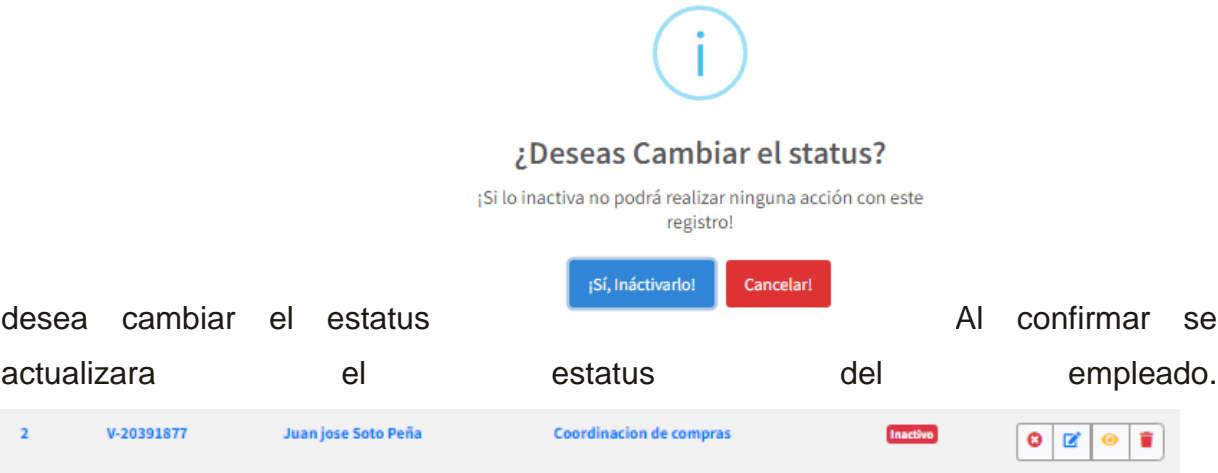 ¿Deseas Cambiar el status?
¡Si lo inactiva no podrá realizar ninguna acción con este
registro!
¡Sí, Ináctivarlo! Cancelar!
desea cambiar el estatus Al confirmar se
actualizara el estatus del empleado.
2 V-20391877 Juan jose Soto Peña Coordinacion de compras Inactivo